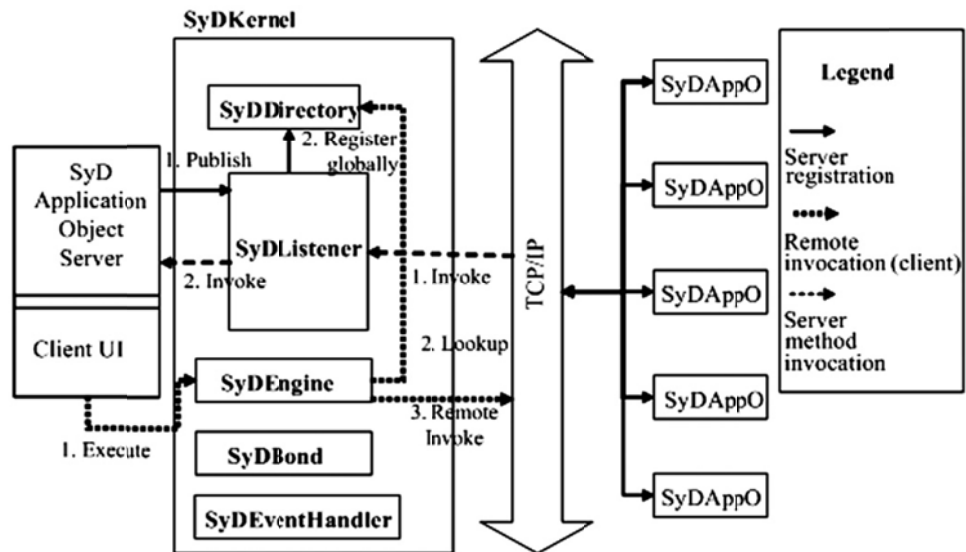 SyDKernel
SyDDirectory
2. Register
globally
1. Publish
SyD
Application
Object
Server
SyDListener
2. Invoke
1. Invoke
Client UI
2. Lookup
SyDEngine
3. Remote
Invoke
1. Execute
SyDBond
SyDEventHandler
TCP/IP
SyDAppO
SyDAppO
SyDAppO
SyDAppO
SyDAppO
Legend
Server
registration
Remote
invocation (client)
Server
method
invocation